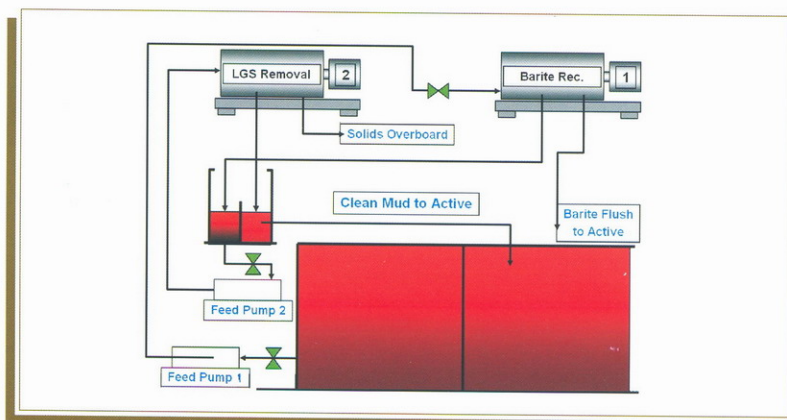 LGS Removal
2
Barite Rec.
1
Solids Overboard
Clean Mud to Active
Barite Flush
to Active
Feed Pump 2
Feed Pump 1